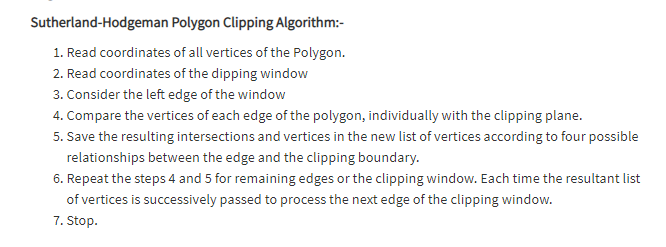 Sutherland-Hodgeman Polygon Clipping Algorithm:-
1. Read coordinates of all vertices of the Polygon.
2. Read coordinates of the dipping window
3. Consider the left edge of the window
4. Compare the vertices of each edge of the polygon, individually with the clipping plane.
5. Save the resulting intersections and vertices in the new list of vertices according to four possible
relationships between the edge and the clipping boundary.
6. Repeat the steps 4 and 5 for remaining edges or the clipping window. Each time the resultant list
of vertices is successively passed to process the next edge of the clipping window.
7. Stop.